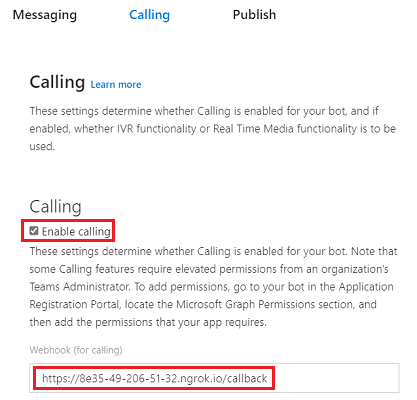 Messaging Calling Publish
Calling Learn more
These settings determine whether Calling is enabled for your bot, and if
enabled, whether IVR functionality or Real Time Media functionality is to be
used.
Calling
Enable calling
These settings determine whether Calling is enabled for your bot. Note that
some Calling features require elevated permissions from an organization's
Teams Administrator. To add permissions, go to your bot in the Application
Registration Portal, locate the Microsoft Graph Permissions section, and
then add the permissions that your app requires.
Webhook (for calling)
https://8e35-49-206-51-32.ngrok.io/callback